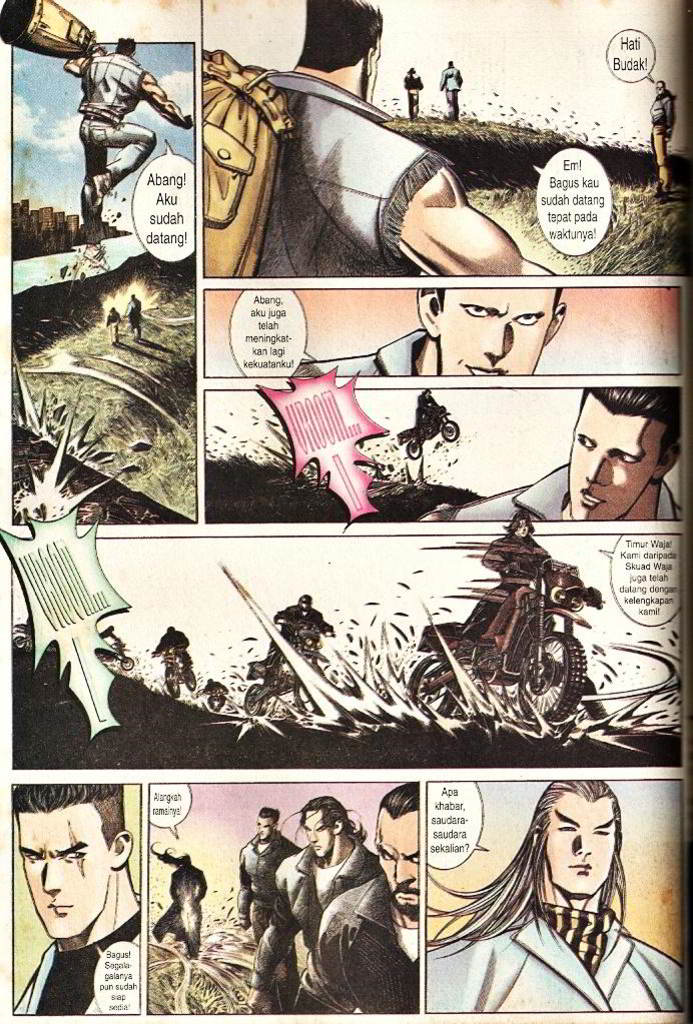 Abang!
Aku
sudah
datang!
Hati
Budak!
Em!
Bagus kau
sudah datang
tepat pada
waktunya!
Abang,
aku juga
telah
meningkat-
kan lagi
kekuatanku!
VROOM...
Timur Waja!
Kami daripada
Skuad Waja
juga telah
datang dengan
kelengkapan
kami!
Bagus!
Segala-
galanya
pun sudah
siap
sedia!
Alangkah
ramainya!
Apa
khabar,
saudara-
saudara
sekalian?